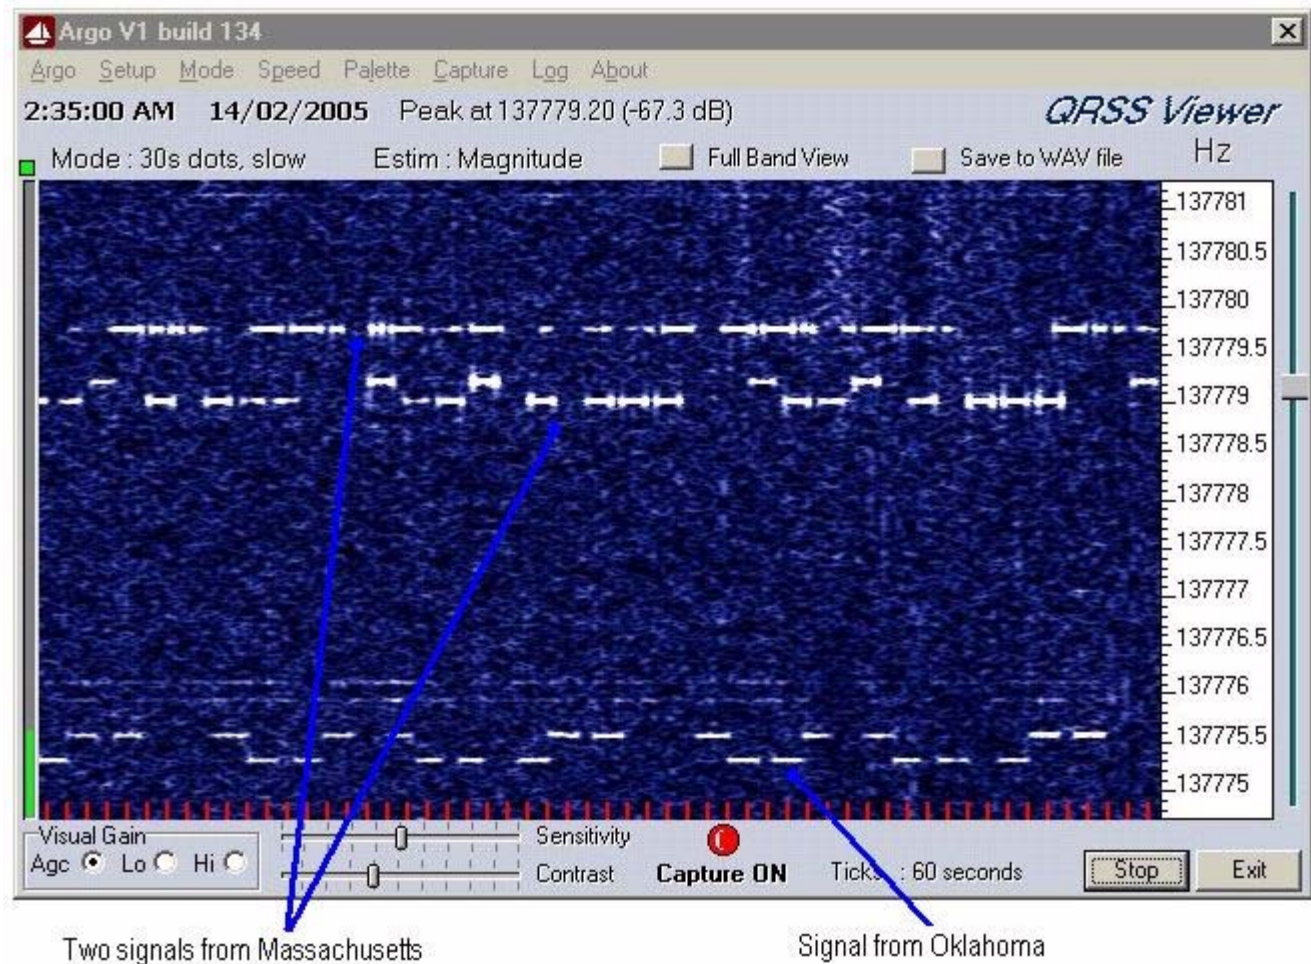 Argo V1 build 134
Argo Setup Mode Speed Palette Capture Log About
2:35:00 AM 14/02/2005 Peak at 137779.20 (-67.3 dB) QRSS Viewer
Mode : 30s dots, slow Estim : Magnitude Full Band View Save to WAV file Hz
137781
137780.5
137780
137779.5
137779
137778.5
137778
137777.5
137777
137776.5
137776
137775.5
137775
Visual Gain
Agc Lo Hi
Sensitivity
Contrast
Capture ON
Ticks : 60 seconds
Stop
Exit
Two signals from Massachusetts
Signal from Oklahoma